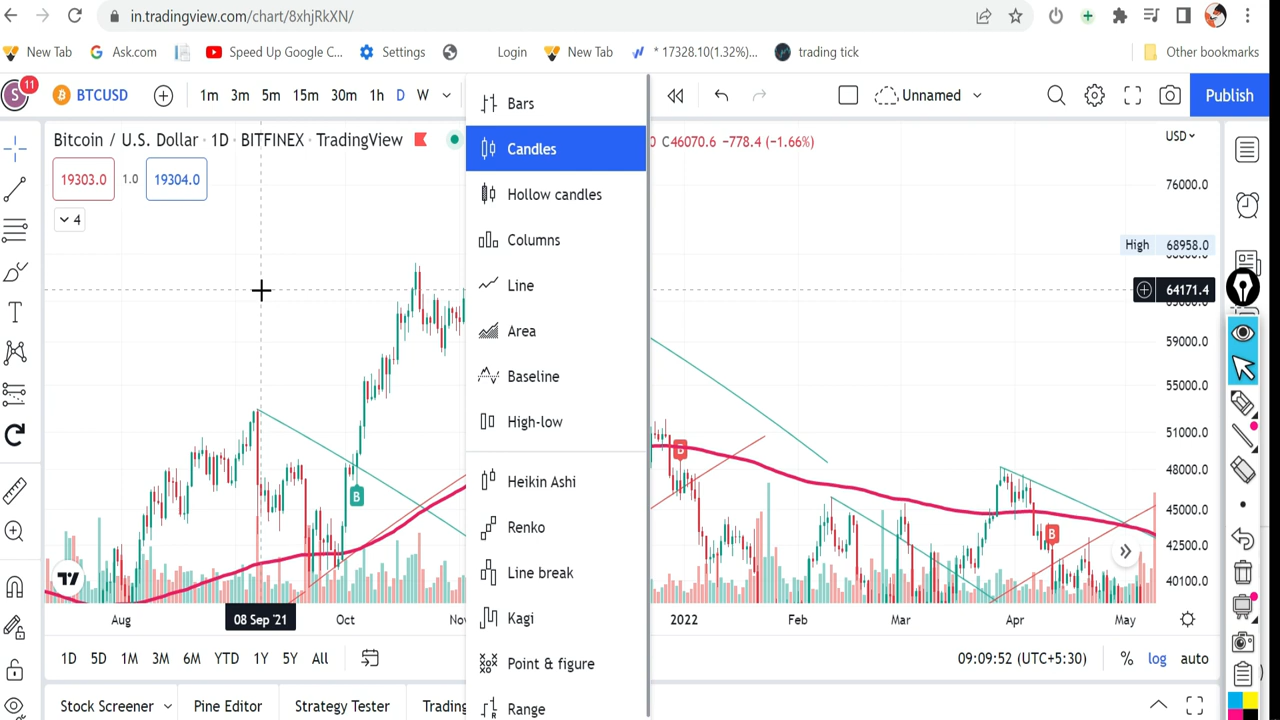 in.tradingview.com/chart/8xhjRkXN/
New Tab
Ask.com
Speed Up Google C...
Settings
Login
New Tab
* 17328.10(1.32%)...
trading tick
Other bookmarks
S 11
BTCUSD
1m 3m 5m 15m 30m 1h D W
Unnamed
Publish
Bitcoin / U.S. Dollar · 1D · BITFINEX · TradingView
0 C46070.6 −778.4 (−1.66%)
USD
19303.0 1.0 19304.0
4
Bars
Candles
Hollow candles
Columns
Line
Area
Baseline
High-low
Heikin Ashi
Renko
Line break
Kagi
Point & figure
Range
76000.0
High 68958.0
64171.4
59000.0
55000.0
51000.0
48000.0
45000.0
42500.0
40100.0
B
B
B
Aug 08 Sep '21 Oct 2022 Feb Mar Apr May
1D 5D 1M 3M 6M YTD 1Y 5Y All
09:09:52 (UTC+5:30) % log auto
Stock Screener Pine Editor Strategy Tester